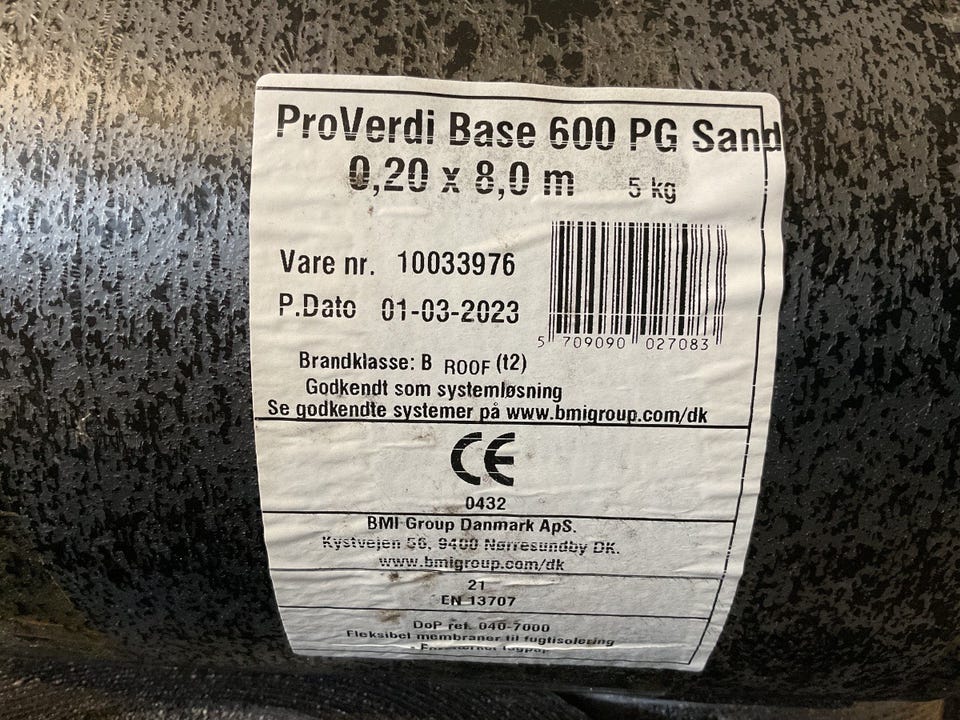 ProVerdi Base 600 PG Sand
0,20 x 8,0 m 5 kg
Vare nr. 10033976
P.Dato 01-03-2023
5 709090 027083
Brandklasse: B ROOF (t2)
Godkendt som systemløsning
Se godkendte systemer på www.bmigroup.com/dk
CE
0432
BMI Group Danmark ApS.
Kystvejen 56, 9400 Nørresundby DK.
www.bmigroup.com/dk
21
EN 13707
DoP ref. 040-7000
Fleksibel membraner til fugtisolering